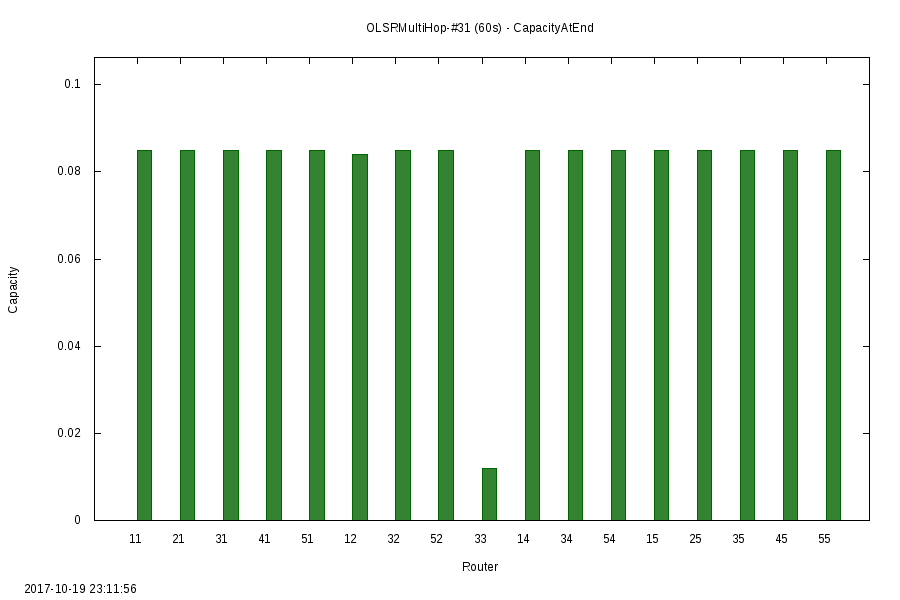 OLSRMultiHop-#31 (60s) - CapacityAtEnd
0.1
0.08
0.06
0.04
0.02
0
Capacity
11 21 31 41 51 12 32 52 33 14 34 54 15 25 35 45 55
Router
2017-10-19 23:11:56